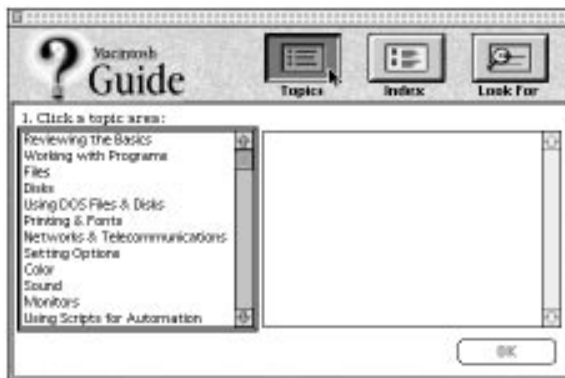 Macintosh
Guide
Topics
Index
Look For
1. Click a topic area:
Reviewing the Basics
Working with Programs
Files
Disks
Using DOS Files & Disks
Printing & Fonts
Networks & Telecommunications
Setting Options
Color
Sound
Monitors
Using Scripts for Automation
OK